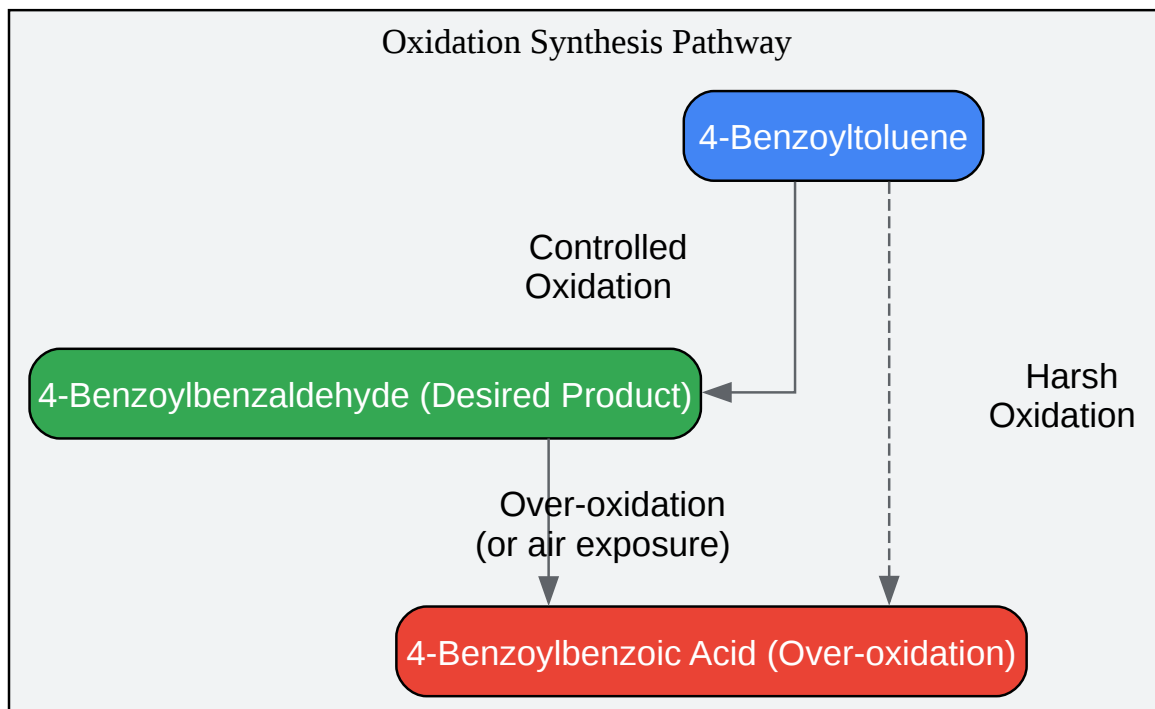 Oxidation Synthesis Pathway
4-Benzoyltoluene
Controlled
Oxidation
4-Benzoylbenzaldehyde (Desired Product)
Harsh
Oxidation
Over-oxidation
(or air exposure)
4-Benzoylbenzoic Acid (Over-oxidation)